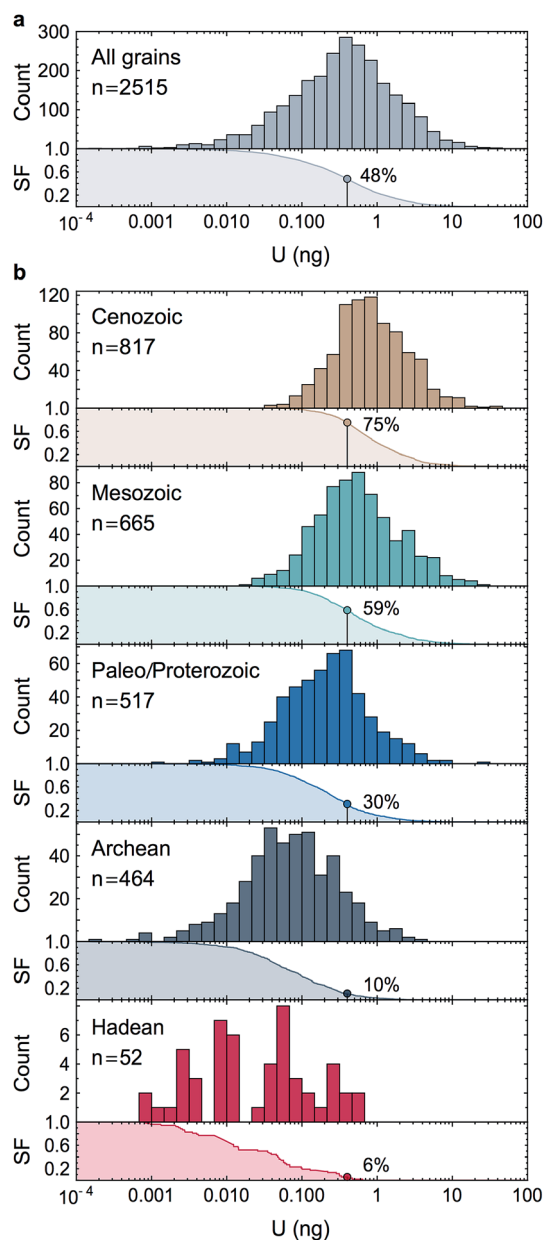 a
All grains
n=2515
Count
300
200
100
SF
1.0
0.6
0.2
48%
10⁻⁴ 0.001 0.010 0.100 1 10 100
U (ng)
b
Cenozoic
n=817
Count
120
80
40
SF
1.0
0.6
0.2
75%
Mesozoic
n=665
Count
80
60
40
20
SF
1.0
0.6
0.2
59%
Paleo/Proterozoic
n=517
Count
60
40
20
SF
1.0
0.6
0.2
30%
Archean
n=464
Count
40
20
SF
1.0
0.6
0.2
10%
Hadean
n=52
Count
6
4
2
SF
1.0
0.6
0.2
6%
10⁻⁴ 0.001 0.010 0.100 1 10 100
U (ng)